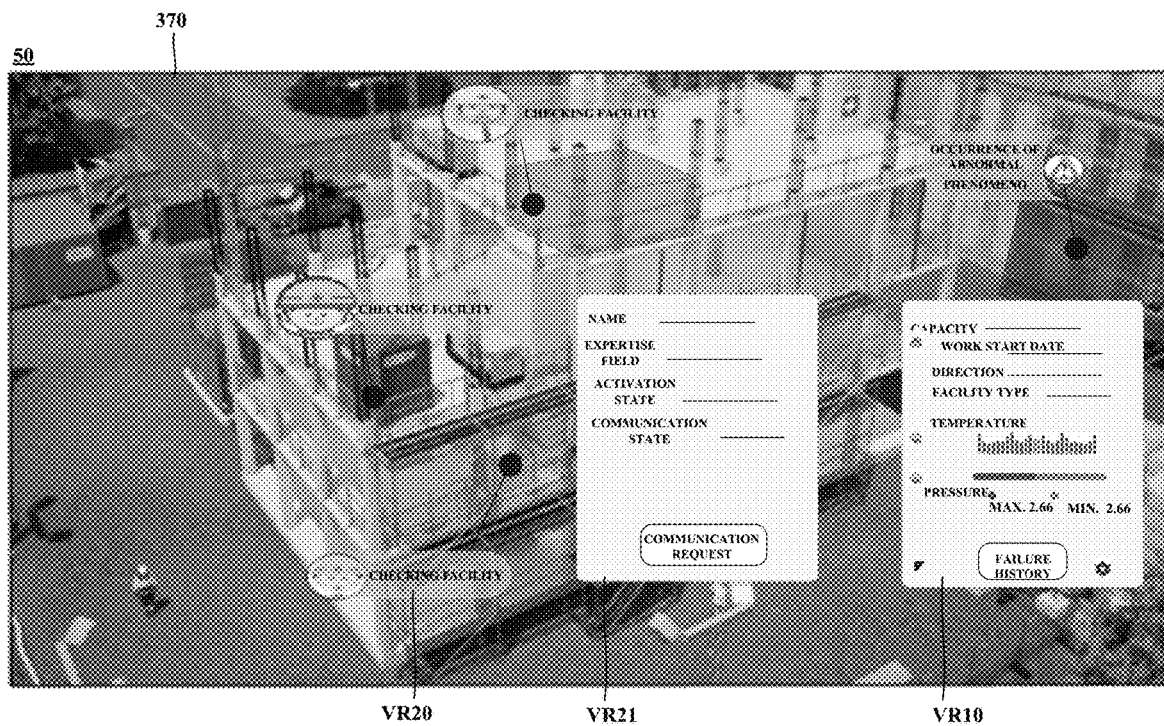 370
50
CHECKING FACILITY
OCCURRENCE OF
ABNORMAL
PHENOMENO
CHECKING FACILITY
NAME
EXPERTISE
FIELD
ACTIVATION
STATE
COMMUNICATION
STATE
COMMUNICATION
REQUEST
CAPACITY
WORK START DATE
DIRECTION
FACILITY TYPE
TEMPERATURE
PRESSURE
MAX. 2.66 MIN. 2.66
FAILURE
HISTORY
CHECKING FACILITY
VR20
VR21
VR10